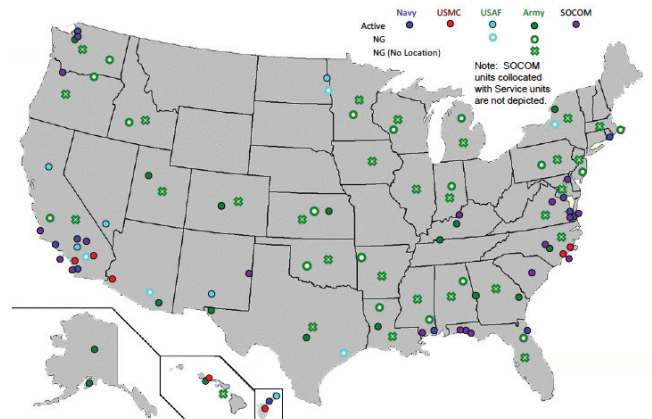 Navy USMC USAF Army SOCOM
Active
NG
NG (No Location)
Note: SOCOM
units collocated
with Service units
are not depicted.